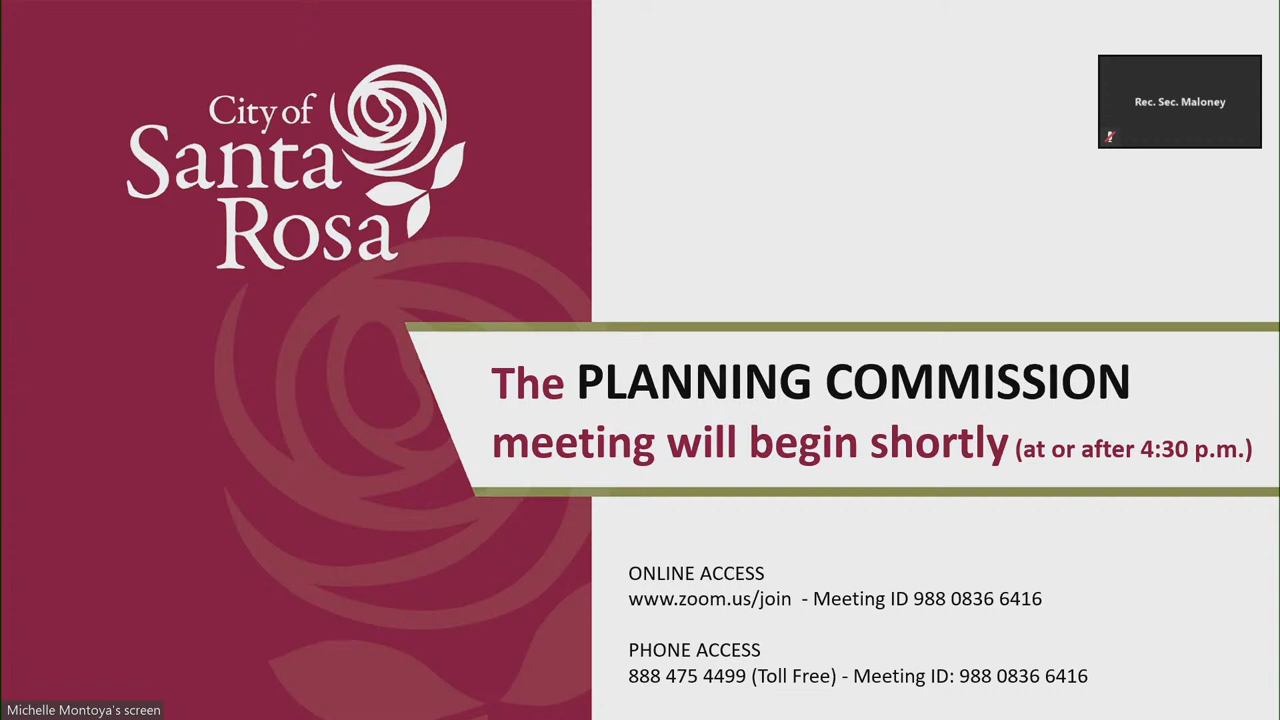 City of
Santa
Rosa
Rec. Sec. Maloney
The PLANNING COMMISSION
meeting will begin shortly (at or after 4:30 p.m.)
ONLINE ACCESS
www.zoom.us/join - Meeting ID 988 0836 6416
PHONE ACCESS
888 475 4499 (Toll Free) - Meeting ID: 988 0836 6416
Michelle Montoya's screen